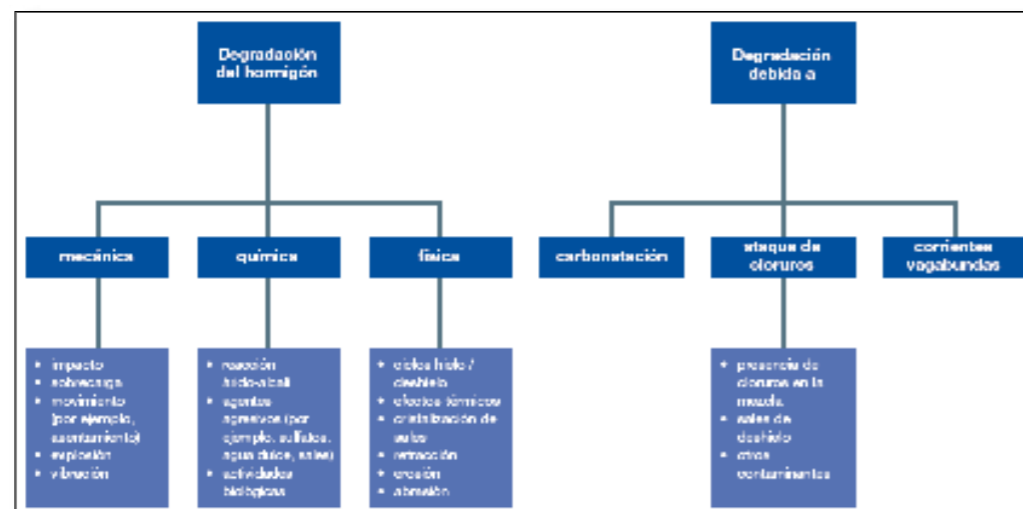 Degradación
del hormigón
Degradación
debida a
mecánica
química
física
carbonatación
ataque de
cloruros
corrientes
vagabundas
• impacto
• sobrecarga
• movimiento
(por ejemplo,
asentamiento)
• explosión
• vibración
• reacción
árido-álcali
• agentes
agresivos (por
ejemplo, sulfatos,
agua dulce, sales)
• actividades
biológicas
• ciclos hielo /
deshielo
• efectos térmicos
• cristalización de
sales
• retracción
• erosión
• abrasión
• presencia de
cloruros en la
mezcla
• sales de
deshielo
• otros
contaminantes